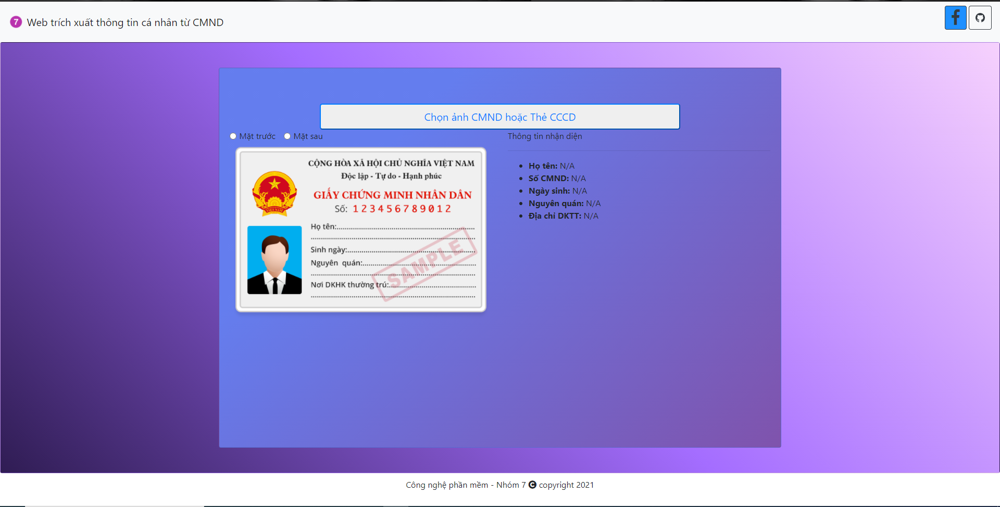 7 Web trích xuất thông tin cá nhân từ CMND
Chọn ảnh CMND hoặc Thẻ CCCD
Mặt trước Mặt sau
CỘNG HÒA XÃ HỘI CHỦ NGHĨA VIỆT NAM
Độc lập - Tự do - Hạnh phúc
GIẤY CHỨNG MINH NHÂN DÂN
Số: 123456789012
VIỆT NAM
Họ tên:
Sinh ngày:
Nguyên quán:
Nơi DKHK thường trú:
SAMPLE
Thông tin nhận diện
Họ tên: N/A
Số CMND: N/A
Ngày sinh: N/A
Nguyên quán: N/A
Địa chỉ DKTT: N/A
Công nghệ phần mềm - Nhóm 7 C copyright 2021